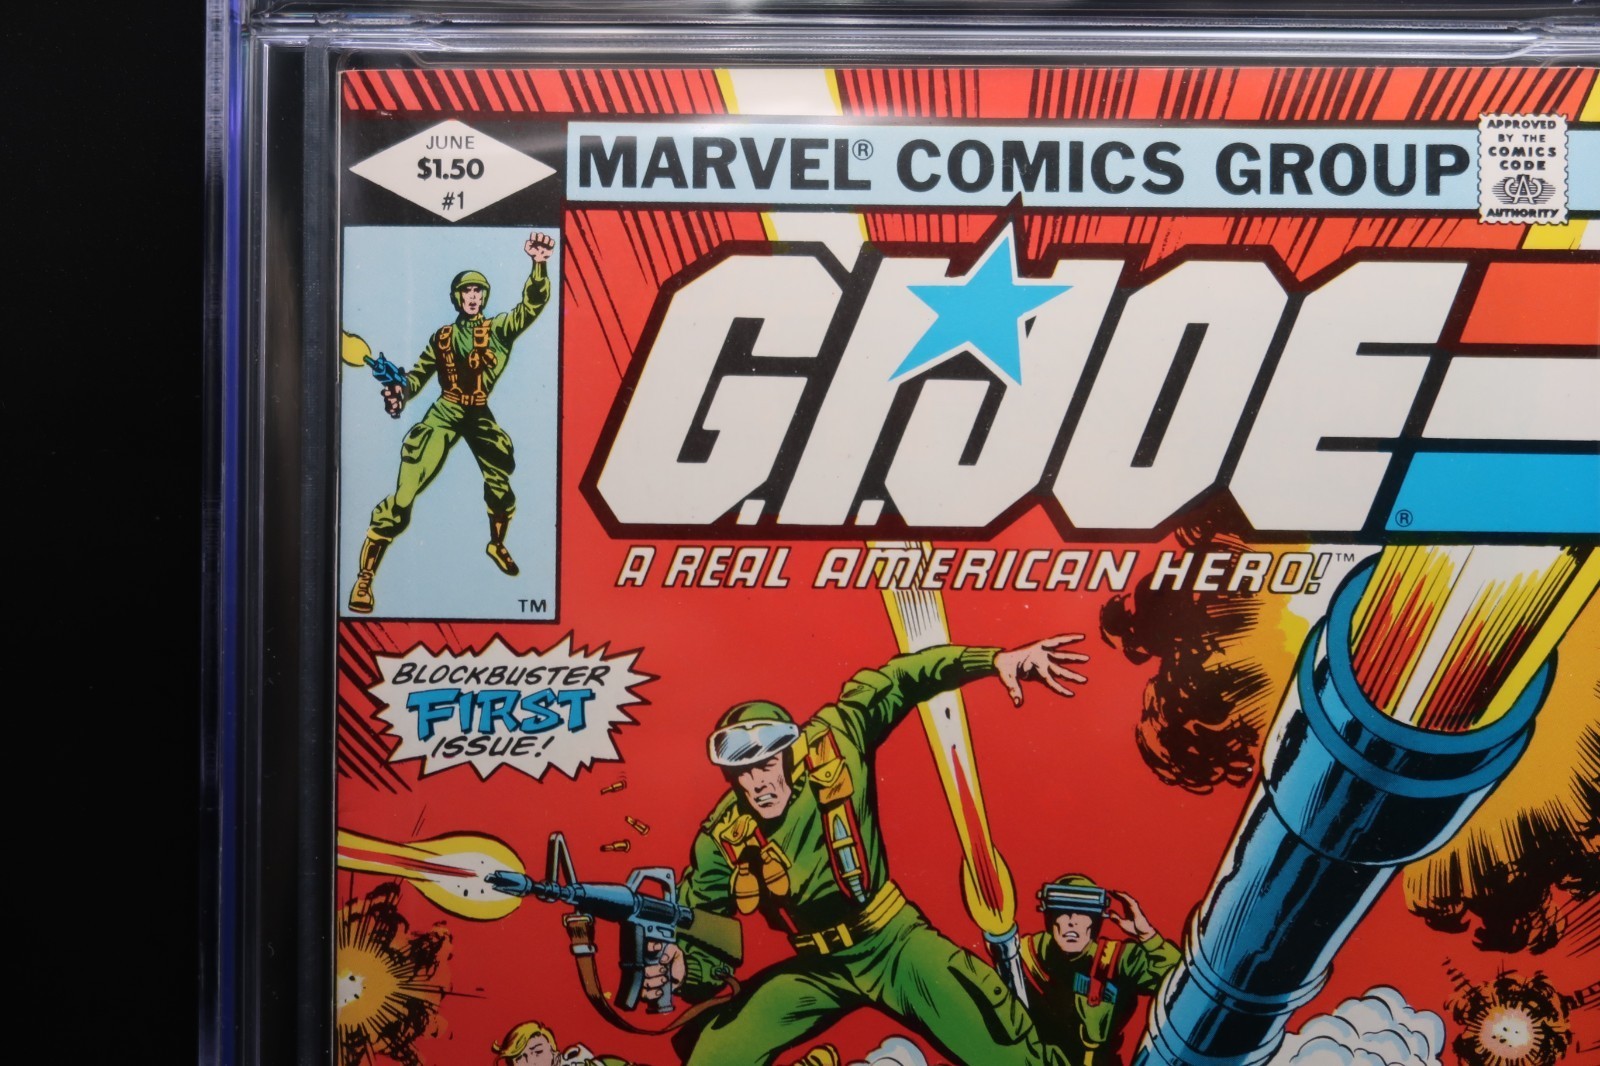 JUNE
$1.50
#1
MARVEL® COMICS GROUP
APPROVED
BY THE
COMICS
CODE
CA
AUTHORITY
G.I. JOE
®
A REAL AMERICAN HERO!™
TM
BLOCKBUSTER
FIRST
ISSUE!